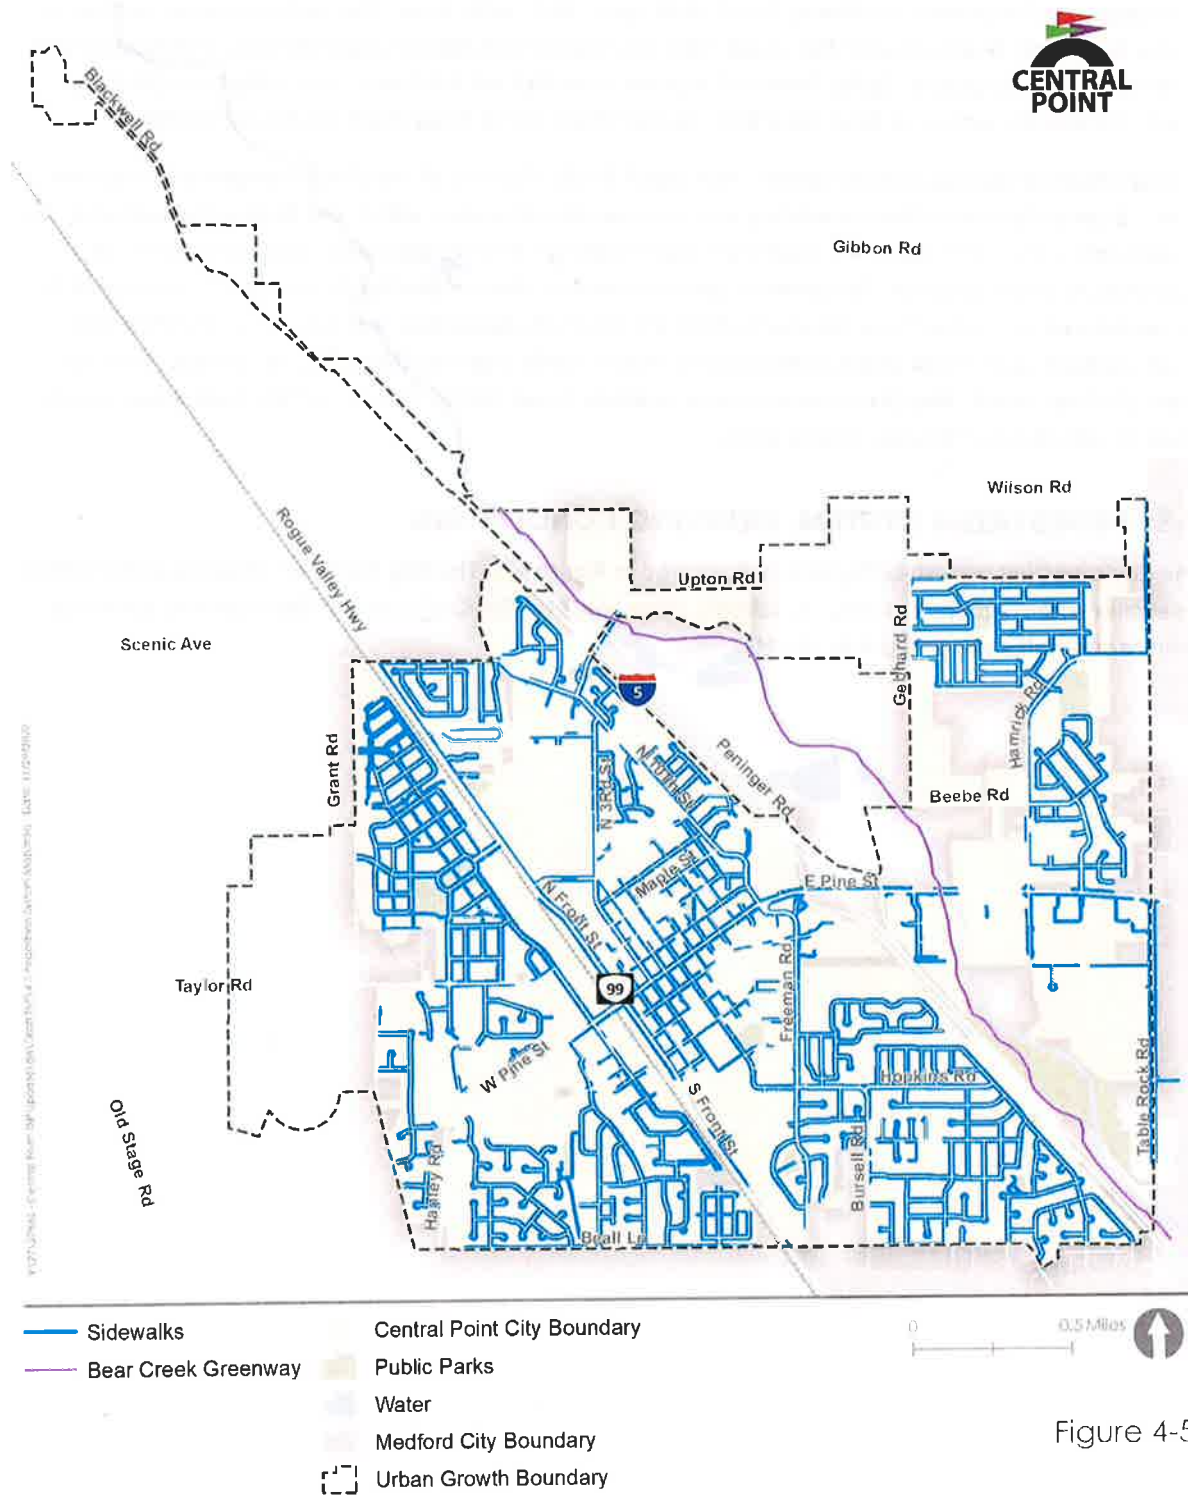 CENTRAL
POINT
Blackwell Rd
Gibbon Rd
Wilson Rd
Rogue Valley Hwy
Upton Rd
Scenic Ave
Gebhard Rd
5
Hamrick Rd
Grant Rd
N 3Rd St
N 10Th St
Peninger Rd
Beebe Rd
Maple St
E Pine St
N Front St
Taylor Rd
99
Freeman Rd
W Pine St
Hopkins Rd
Table Rock Rd
S Front St
Old Stage Rd
Hanley Rd
Bursell Rd
Beall Ln
Sidewalks
Bear Creek Greenway
Central Point City Boundary
Public Parks
Water
Medford City Boundary
Urban Growth Boundary
0
0.5 Miles
Figure 4-5